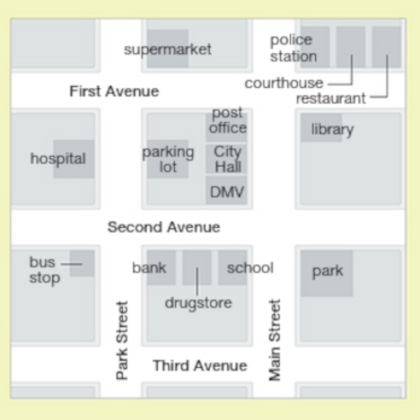 supermarket
police
station
courthouse
restaurant
First Avenue
post
office
hospital
parking
lot
City
Hall
DMV
library
Second Avenue
bus
stop
bank
drugstore
school
park
Park Street
Main Street
Third Avenue